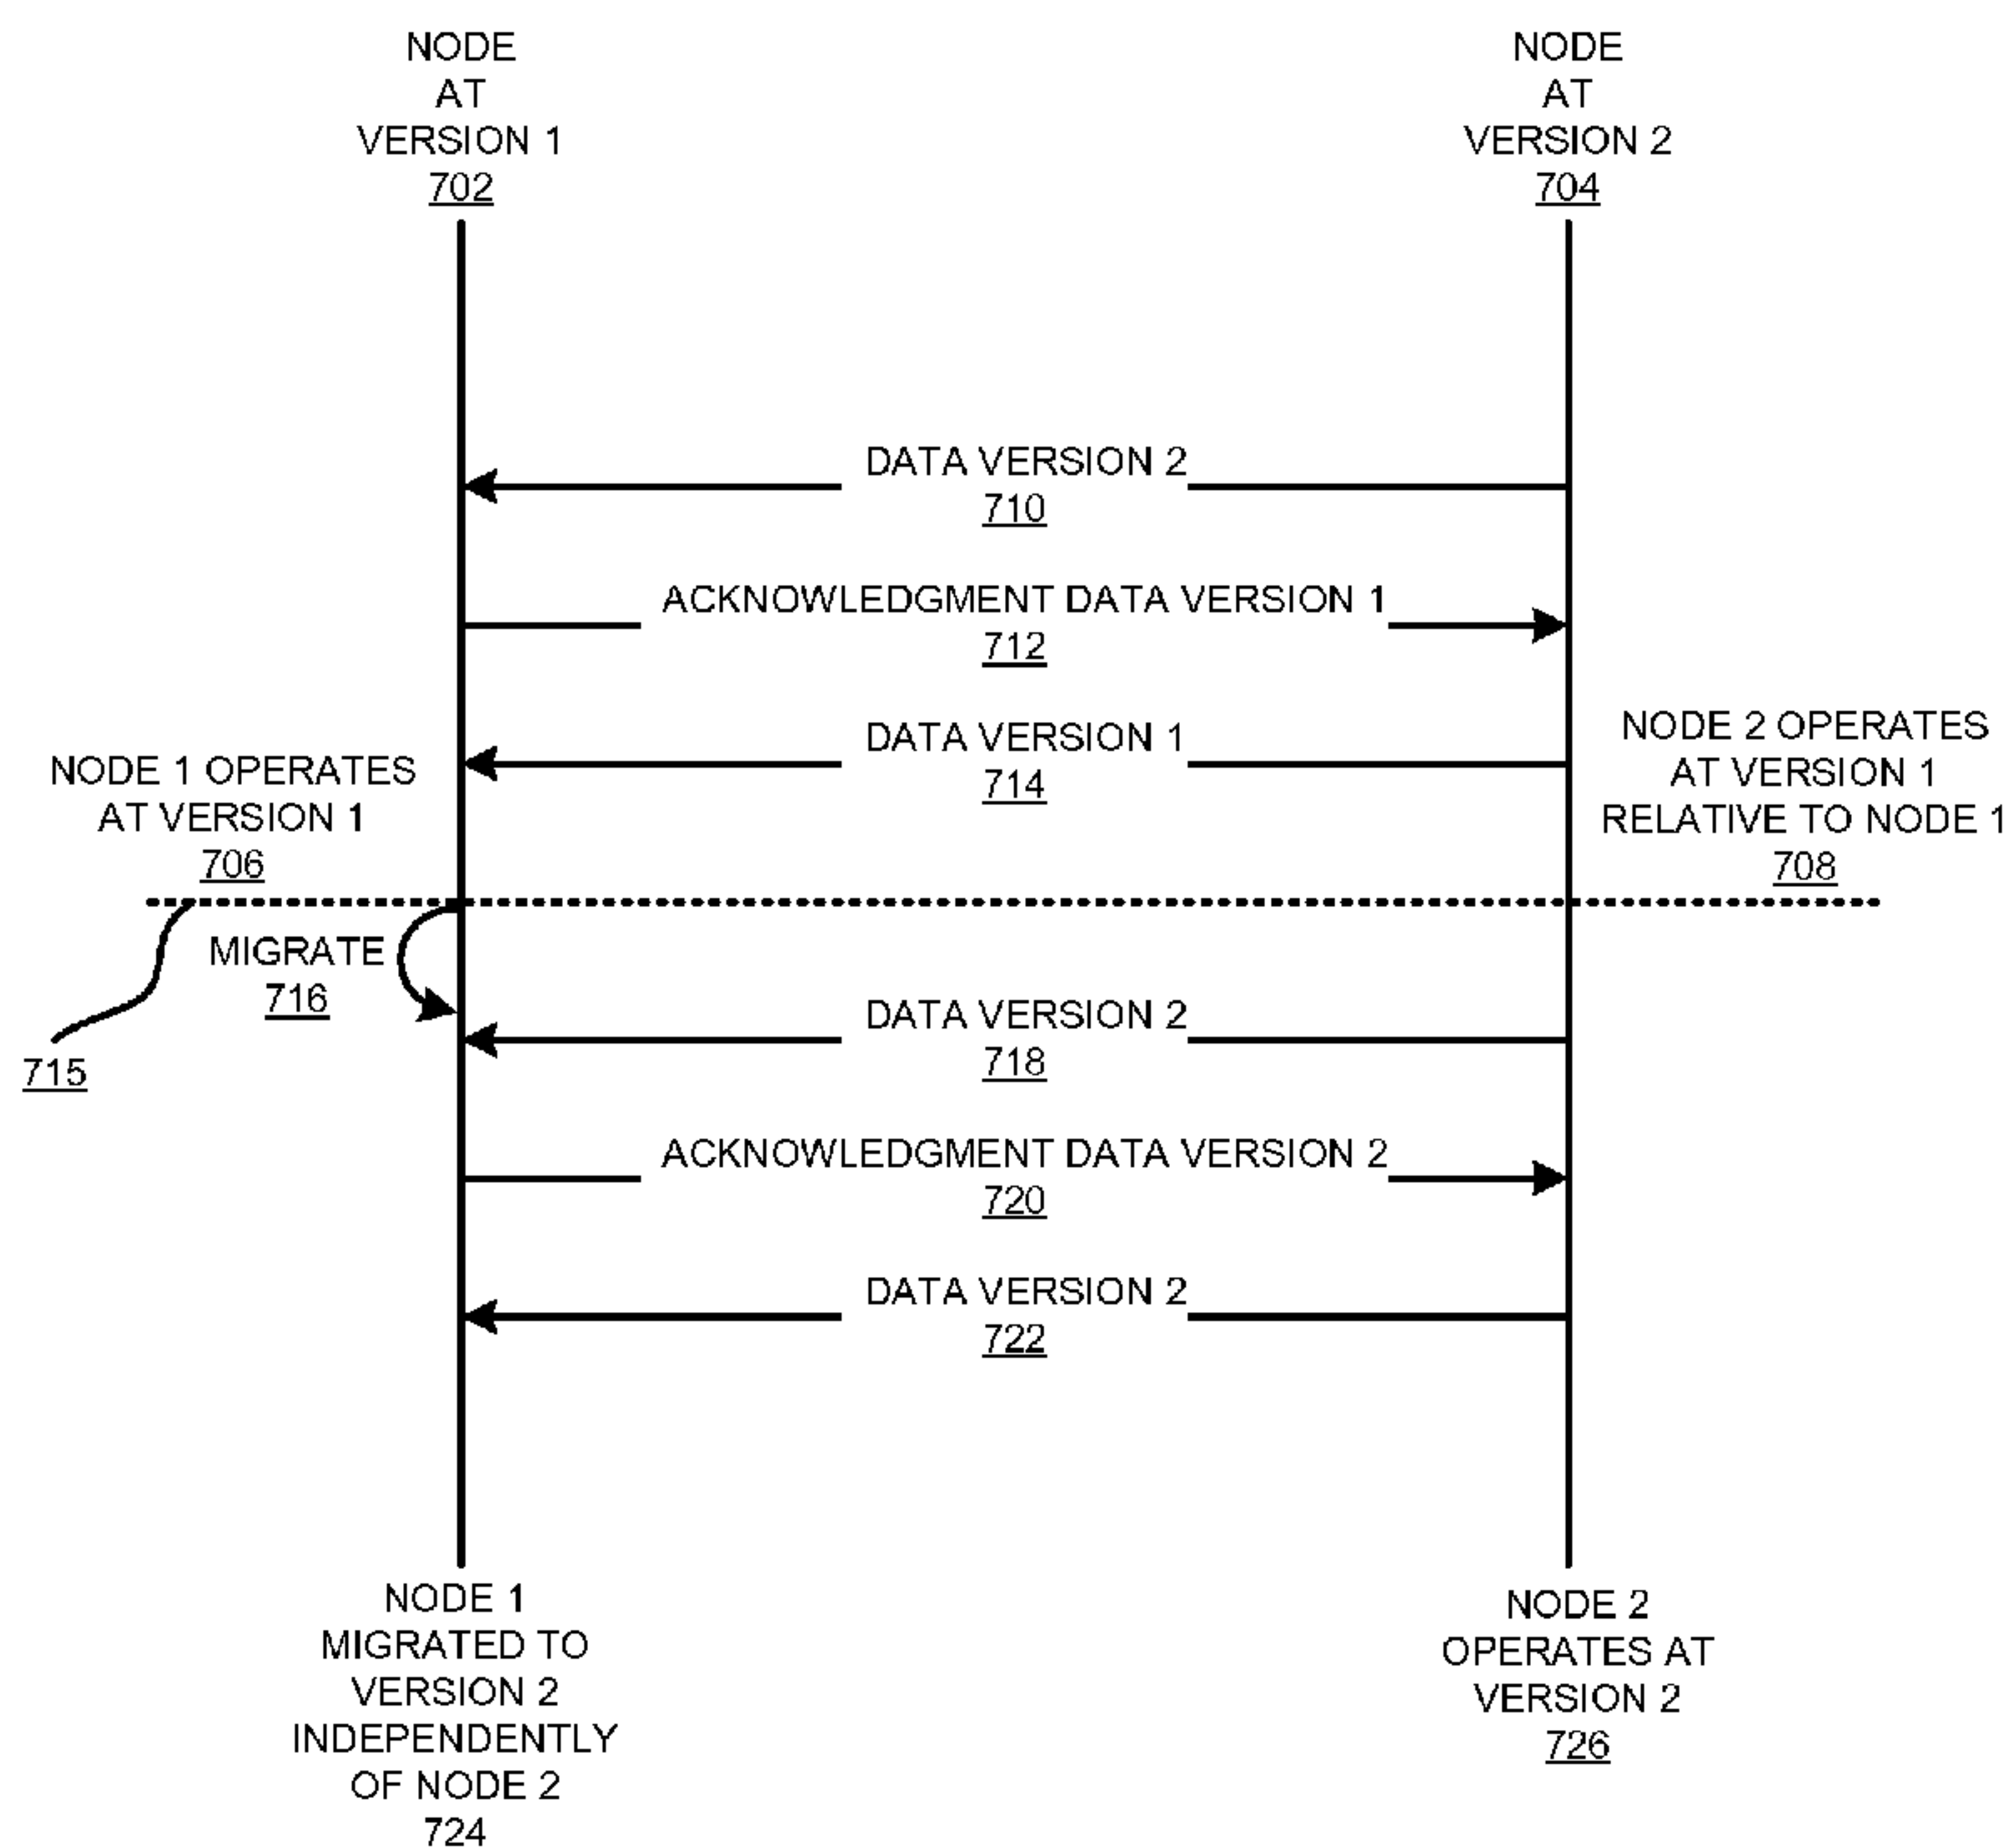 NODE
AT
VERSION 1
702
NODE
AT
VERSION 2
704
DATA VERSION 2
710
ACKNOWLEDGMENT DATA VERSION 1
712
DATA VERSION 1
714
NODE 1 OPERATES
AT VERSION 1
706
NODE 2 OPERATES
AT VERSION 1
RELATIVE TO NODE 1
708
MIGRATE
716
715
DATA VERSION 2
718
ACKNOWLEDGMENT DATA VERSION 2
720
DATA VERSION 2
722
NODE 1
MIGRATED TO
VERSION 2
INDEPENDENTLY
OF NODE 2
724
NODE 2
OPERATES AT
VERSION 2
726